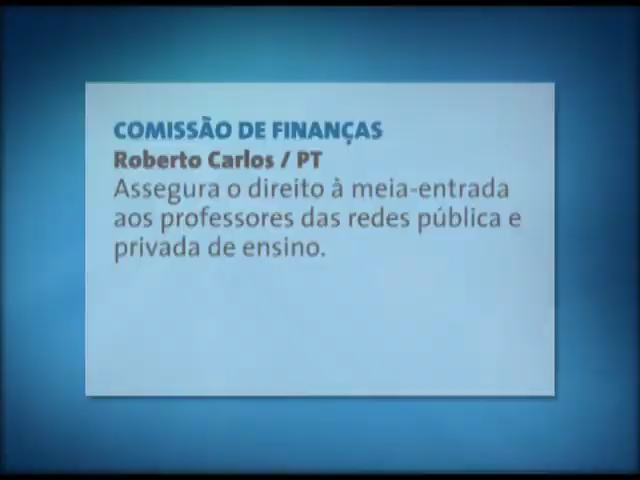 COMISSÃO DE FINANÇAS
Roberto Carlos / PT
Assegura o direito à meia-entrada
aos professores das redes pública e
privada de ensino.